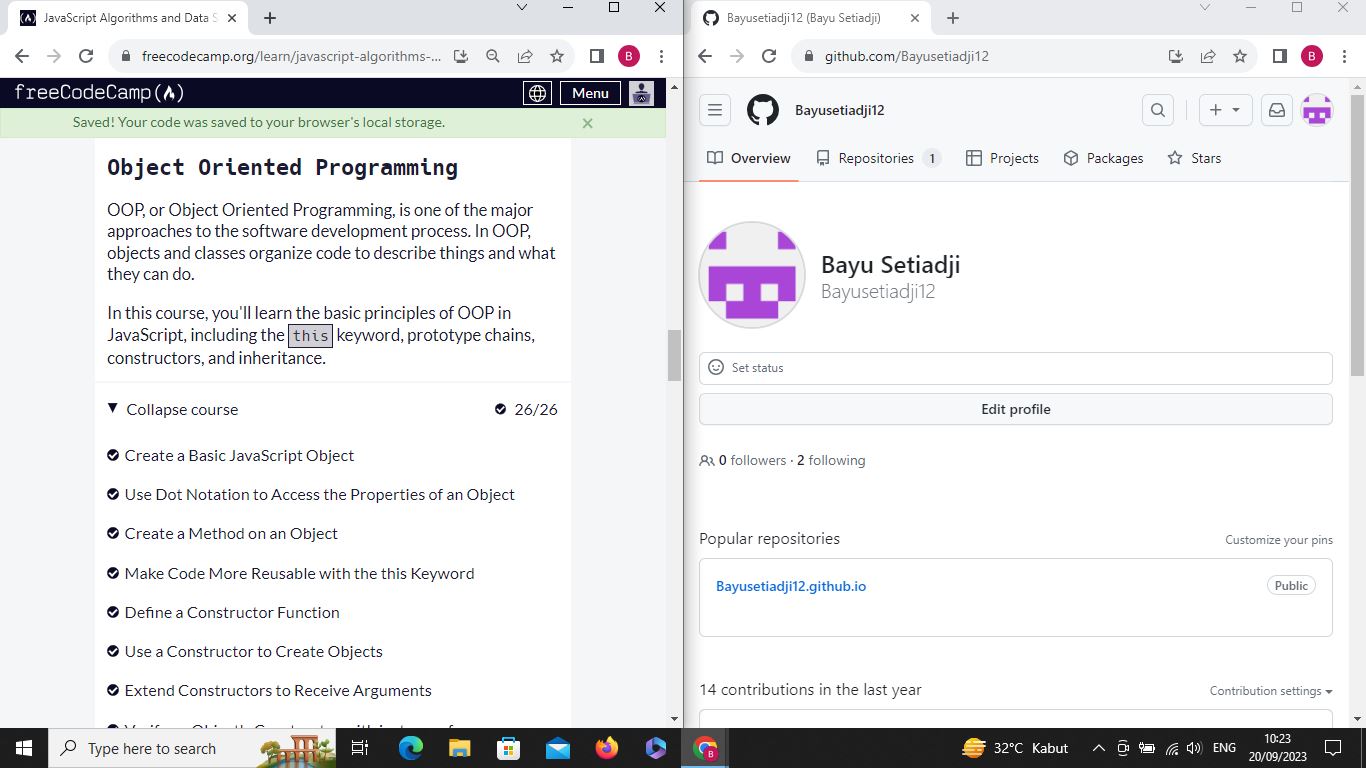 JavaScript Algorithms and Data S
freecodecamp.org/learn/javascript-algorithms-...
B
freeCodeCamp
Menu
Saved! Your code was saved to your browser's local storage.
Object Oriented Programming
OOP, or Object Oriented Programming, is one of the major
approaches to the software development process. In OOP,
objects and classes organize code to describe things and what
they can do.
In this course, you'll learn the basic principles of OOP in
JavaScript, including the this keyword, prototype chains,
constructors, and inheritance.
Collapse course 26/26
Create a Basic JavaScript Object
Use Dot Notation to Access the Properties of an Object
Create a Method on an Object
Make Code More Reusable with the this Keyword
Define a Constructor Function
Use a Constructor to Create Objects
Extend Constructors to Receive Arguments
Bayusetiadji12 (Bayu Setiadji)
github.com/Bayusetiadji12
B
Bayusetiadji12
Overview Repositories 1 Projects Packages Stars
Bayu Setiadji
Bayusetiadji12
Set status
Edit profile
0 followers · 2 following
Popular repositories Customize your pins
Bayusetiadji12.github.io Public
14 contributions in the last year Contribution settings
Type here to search
B
32°C Kabut
ENG
10:23
20/09/2023